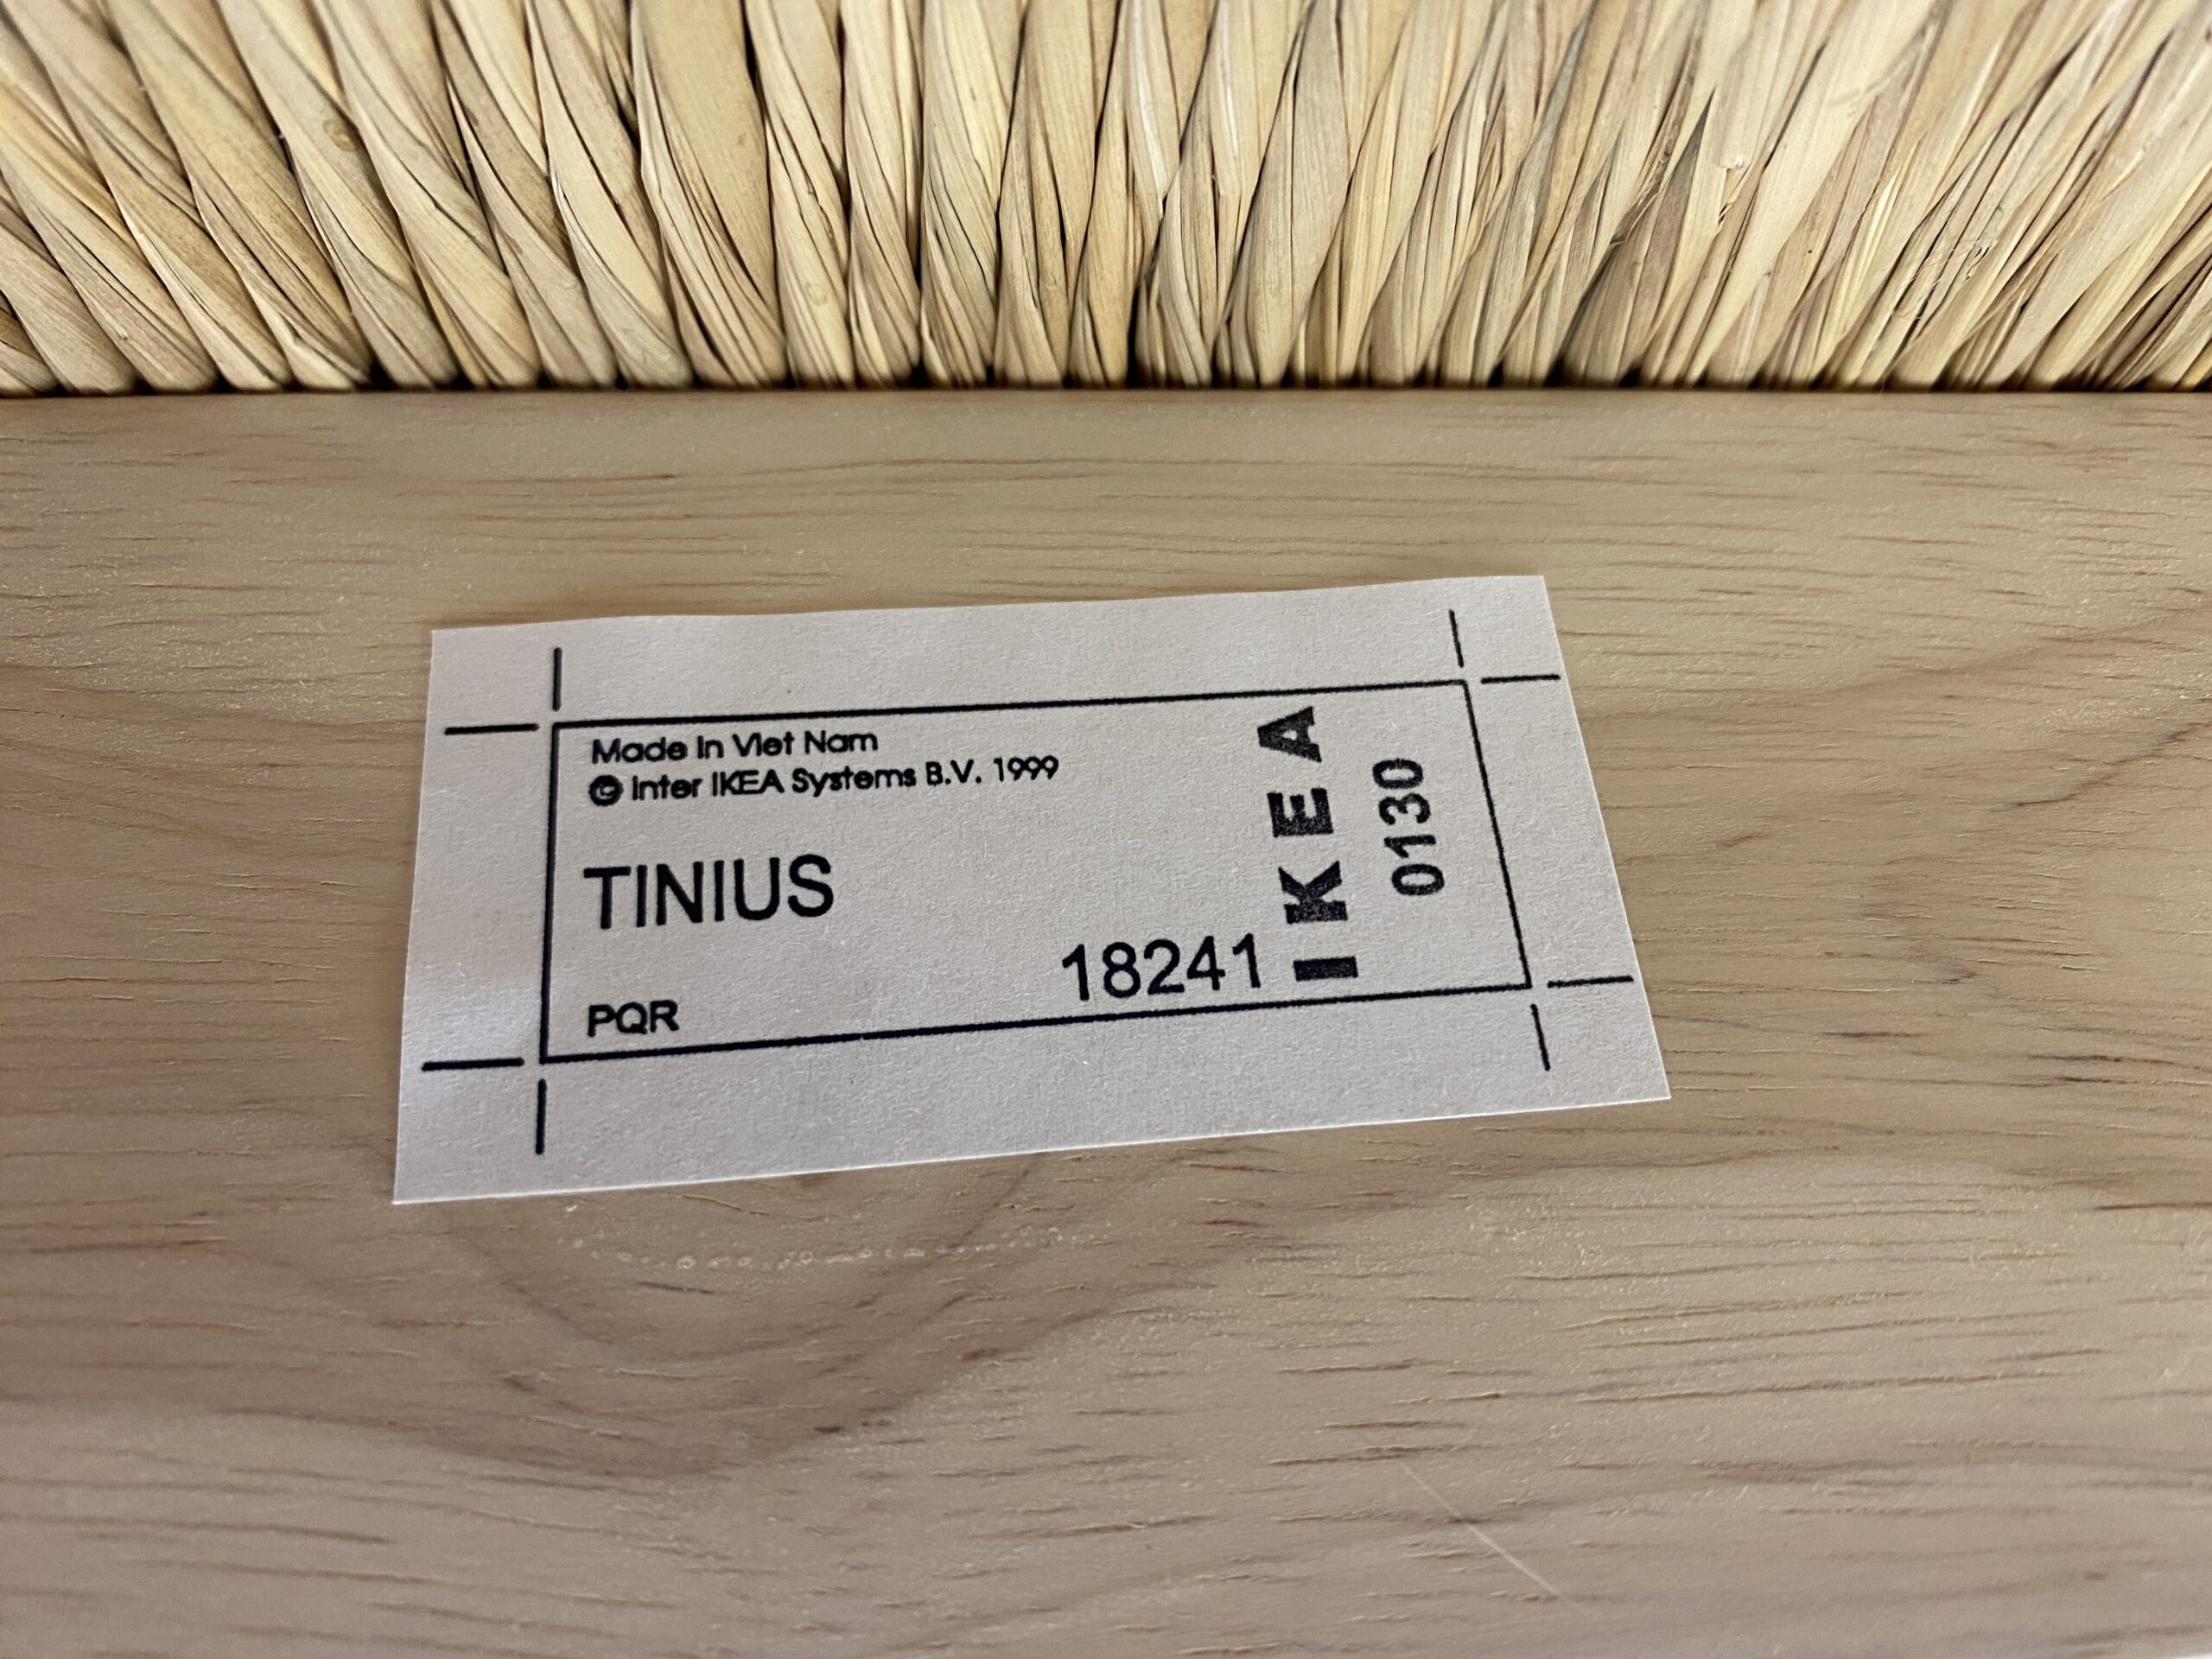 Made in Viet Nam
© Inter IKEA Systems B.V. 1999
TINIUS
18241
PQR
IKEA
0130